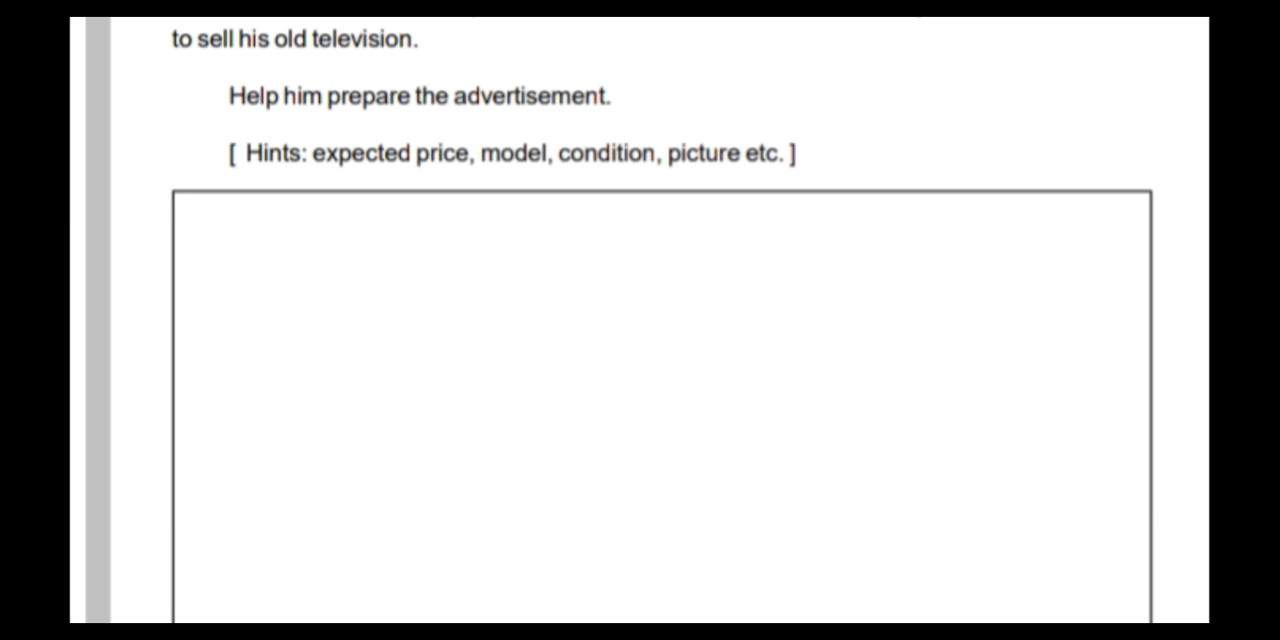 to sell his old television.
Help him prepare the advertisement.
[ Hints: expected price, model, condition, picture etc. ]